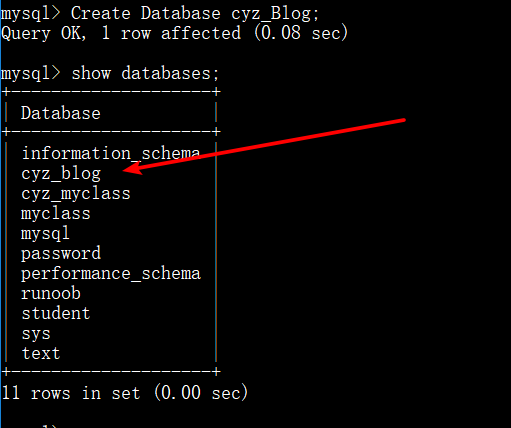 mysql> Create Database cyz_Blog;
Query OK, 1 row affected (0.08 sec)
mysql> show databases;
+--------------------+
| Database           |
+--------------------+
| information_schema |
| cyz_blog           |
| cyz_myclass        |
| myclass            |
| mysql              |
| password           |
| performance_schema |
| runoob             |
| student            |
| sys                |
| text               |
+--------------------+
11 rows in set (0.00 sec)